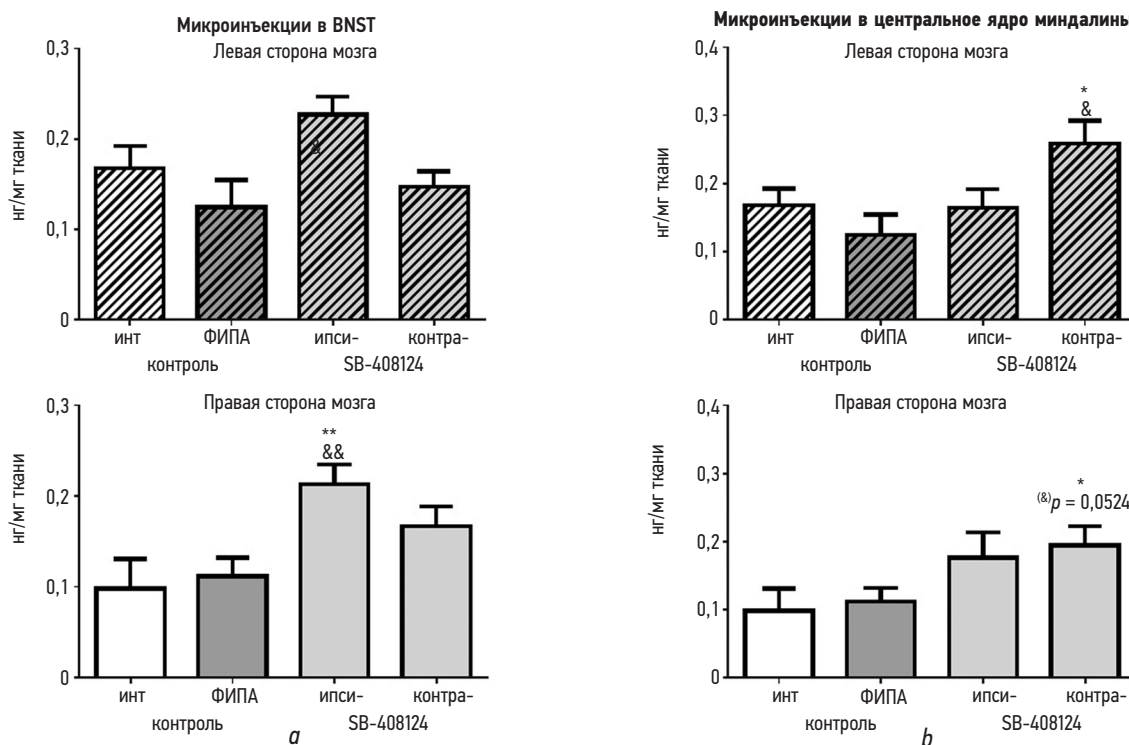 Микроинъекции в BNST
Левая сторона мозга
0,3
0,2
0,1
0
нг/мг ткани
&
инт
ФИПА
ипси-
контра-
контроль
SB-408124
Правая сторона мозга
0,3
0,2
0,1
0
нг/мг ткани
**
&&
инт
ФИПА
ипси-
контра-
контроль
SB-408124
a
Микроинъекции в центральное ядро миндалины
Левая сторона мозга
0,4
0,3
0,2
0,1
0
нг/мг ткани
*
&
инт
ФИПА
ипси-
контра-
контроль
SB-408124
Правая сторона мозга
0,4
0,3
0,2
0,1
0
нг/мг ткани
*
(&)p = 0,0524
инт
ФИПА
ипси-
контра-
контроль
SB-408124
b